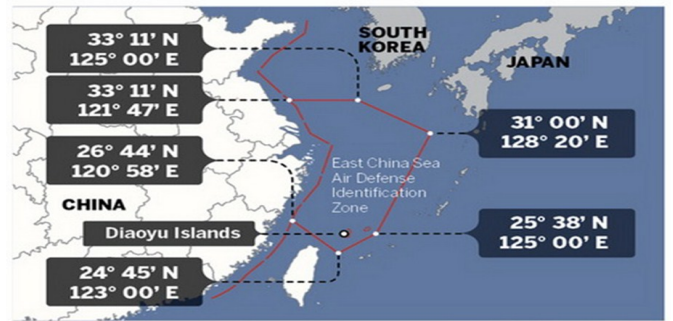 33° 11’ N
125° 00’ E
33° 11’ N
121° 47’ E
26° 44’ N
120° 58’ E
CHINA
Diaoyu Islands
24° 45’ N
123° 00’ E
SOUTH
KOREA
JAPAN
31° 00’ N
128° 20’ E
East China Sea
Air Defense
Identification
Zone
25° 38’ N
125° 00’ E